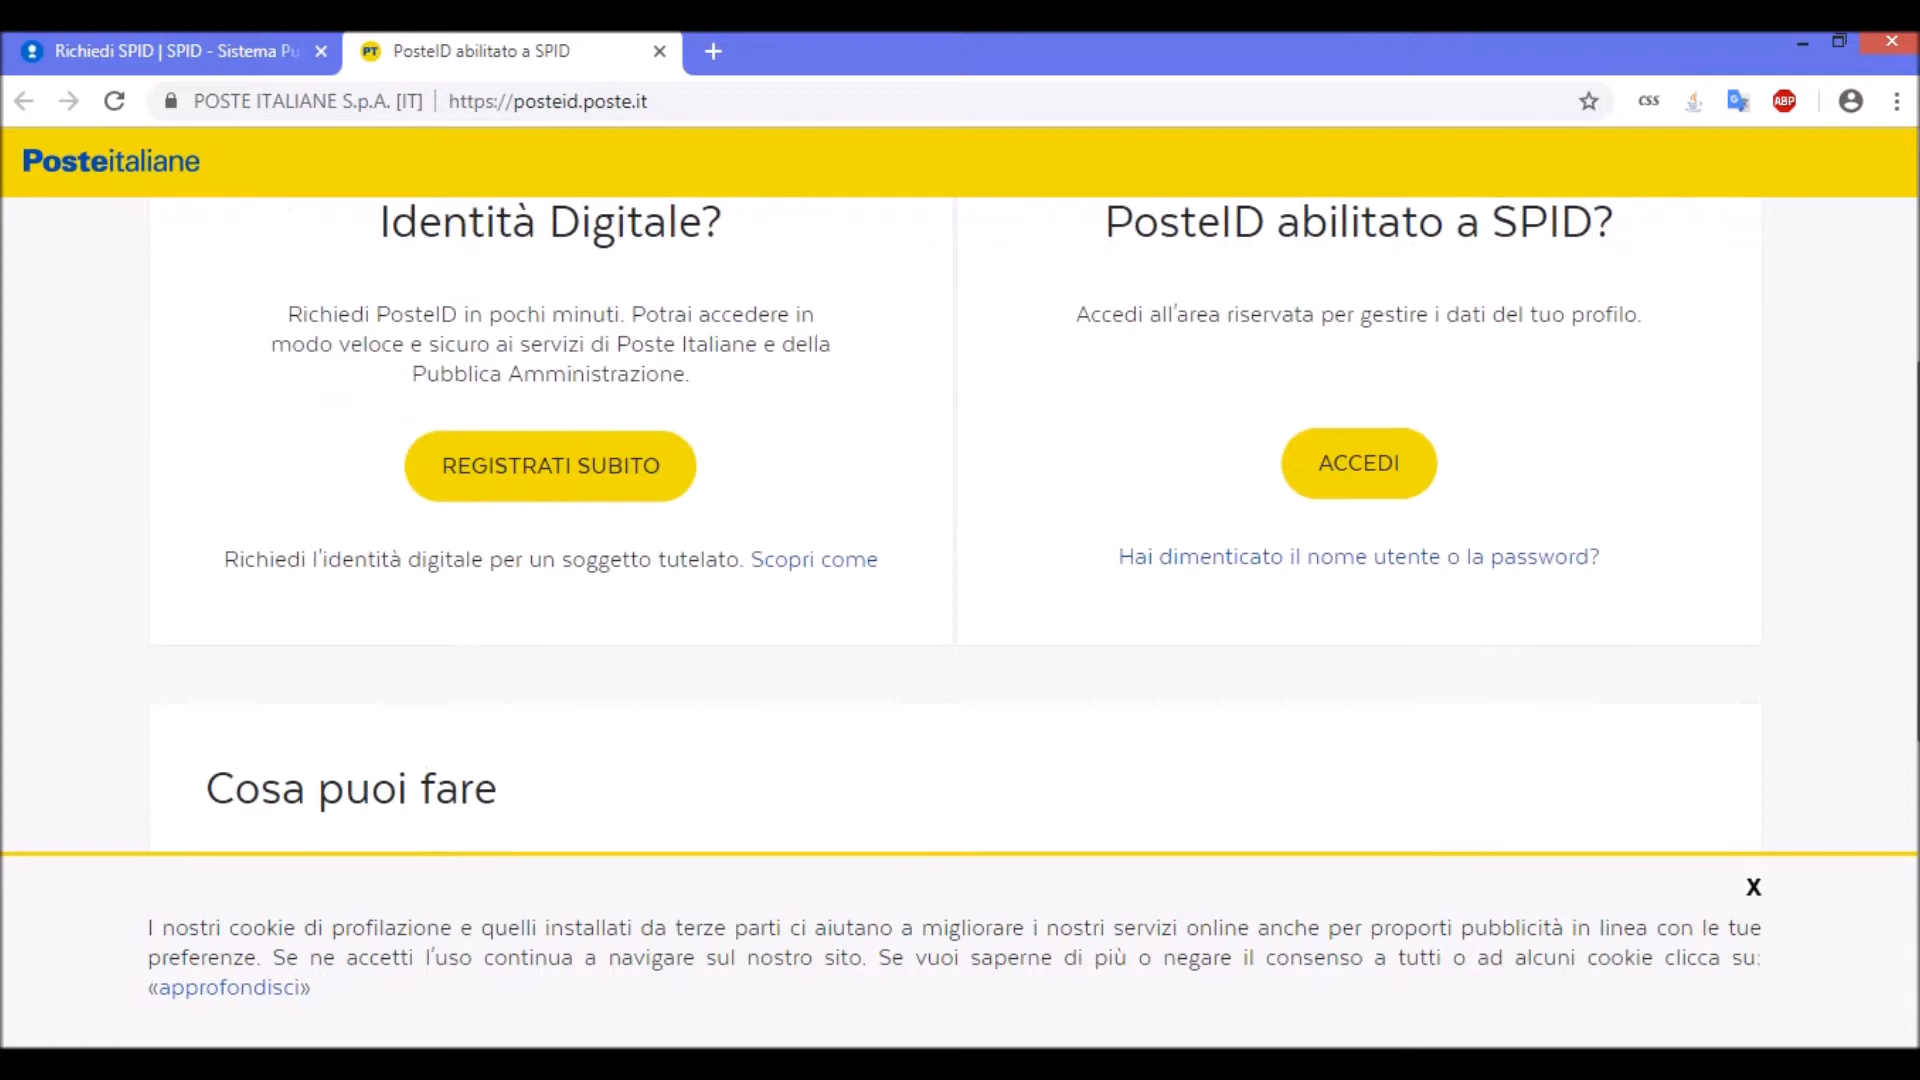 Richiedi SPID | SPID - Sistema Pu
PosteID abilitato a SPID
POSTE ITALIANE S.p.A. [IT] | https://posteid.poste.it
CSS
ABP
Posteitaliane
Identità Digitale?
Richiedi PosteID in pochi minuti. Potrai accedere in
modo veloce e sicuro ai servizi di Poste Italiane e della
Pubblica Amministrazione.
REGISTRATI SUBITO
Richiedi l'identità digitale per un soggetto tutelato. Scopri come
PosteID abilitato a SPID?
Accedi all'area riservata per gestire i dati del tuo profilo.
ACCEDI
Hai dimenticato il nome utente o la password?
Cosa puoi fare
X
I nostri cookie di profilazione e quelli installati da terze parti ci aiutano a migliorare i nostri servizi online anche per proporti pubblicità in linea con le tue
preferenze. Se ne accetti l'uso continua a navigare sul nostro sito. Se vuoi saperne di più o negare il consenso a tutti o ad alcuni cookie clicca su:
«approfondisci»